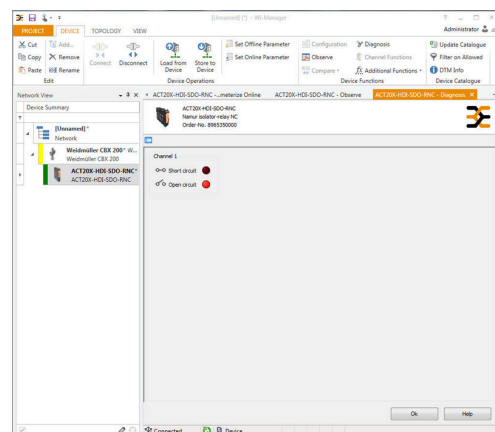 [Unnamed] (*) - WI-Manager
PROJECT DEVICE TOPOLOGY VIEW Administrator
Cut Add... Set Offline Parameter Configuration Diagnosis Update Catalogue
Copy Remove Set Online Parameter Observe Channel Functions Filter on Allowed
Paste Rename Connect Disconnect Load from Device Store to Device Compare Additional Functions DTM Info
Edit Device Operations Device Functions Device Catalogue
Network View ACT20X-HDI-SDO-RNC -...meterize Online ACT20X-HDI-SDO-RNC - Observe ACT20X-HDI-SDO-RNC - Diagnosis
Device Summary
ACT20X-HDI-SDO-RNC
Namur isolator-relay NC
Order-No. 8965350000
[Unnamed]*
Network
Weidmüller CBX 200* W...
Weidmüller CBX 200
ACT20X-HDI-SDO-RNC*
ACT20X-HDI-SDO-RNC
Channel 1
Short circuit
Open circuit
Ok Help
Connected Device